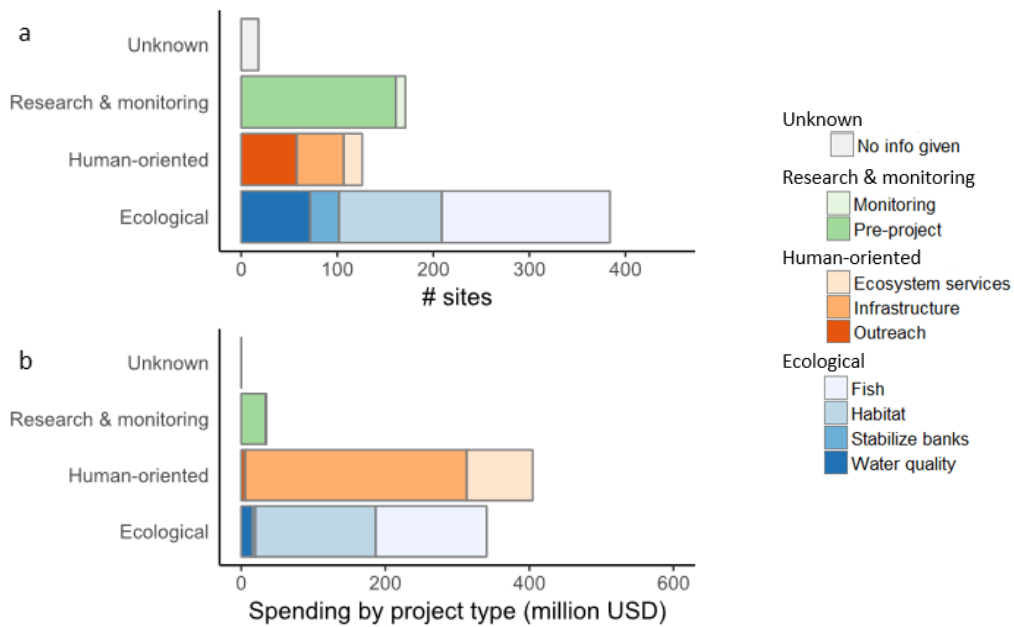 a
Unknown
Research & monitoring
Human-oriented
Ecological
0 100 200 300 400
# sites
b
Unknown
Research & monitoring
Human-oriented
Ecological
0 200 400 600
Spending by project type (million USD)
Unknown
No info given
Research & monitoring
Monitoring
Pre-project
Human-oriented
Ecosystem services
Infrastructure
Outreach
Ecological
Fish
Habitat
Stabilize banks
Water quality